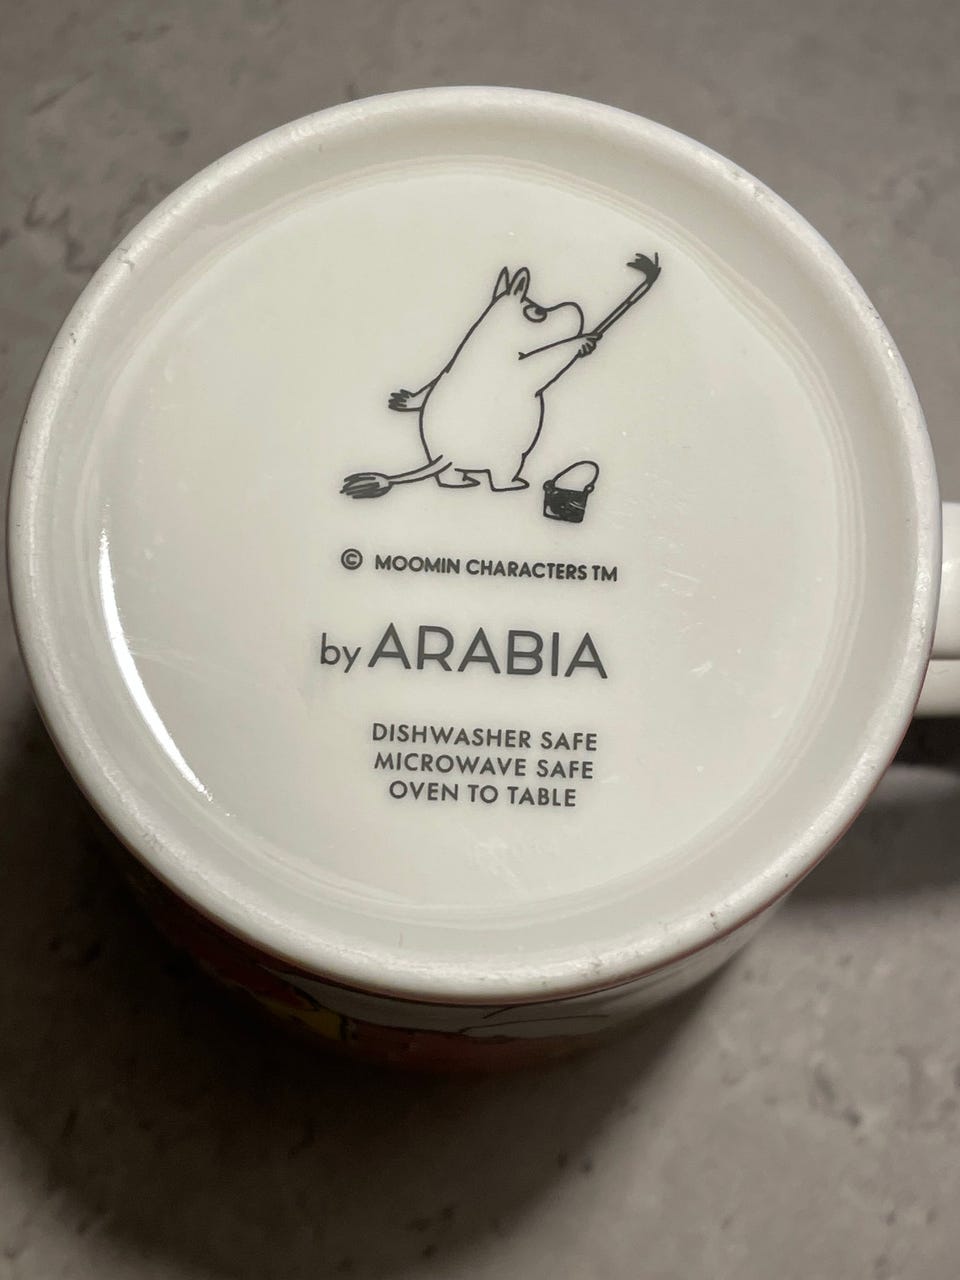 © MOOMIN CHARACTERS TM
by ARABIA
DISHWASHER SAFE
MICROWAVE SAFE
OVEN TO TABLE